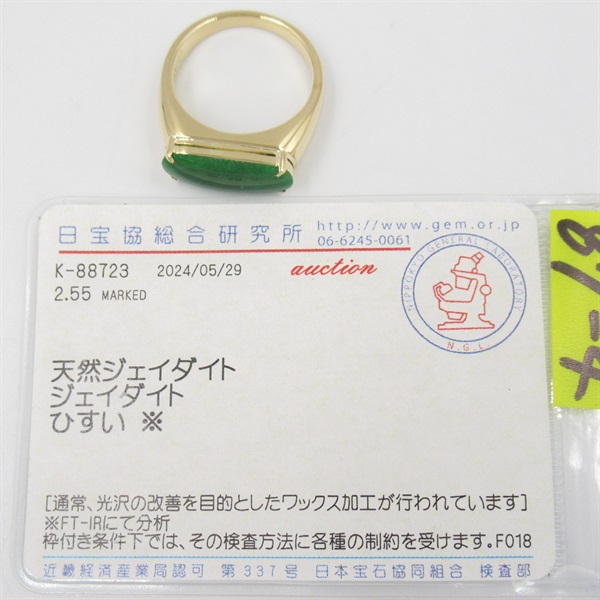 日宝協総合研究所
http://www.gem.or.jp
06-6245-0061
K-88T23 2024/05/29 auction
2.55 MARKED
NIPPOKYO GENERAL LABORATORY
N.G.L
天然ジェイダイト
ジェイダイト
ひすい ※
[通常、光沢の改善を目的としたワックス加工が行われています]
※FT-IRにて分析
枠付き条件下では、その検査方法に各種の制約を受けます。F018
近畿経済産業局認可 第337号 日本宝石協同組合 検査部